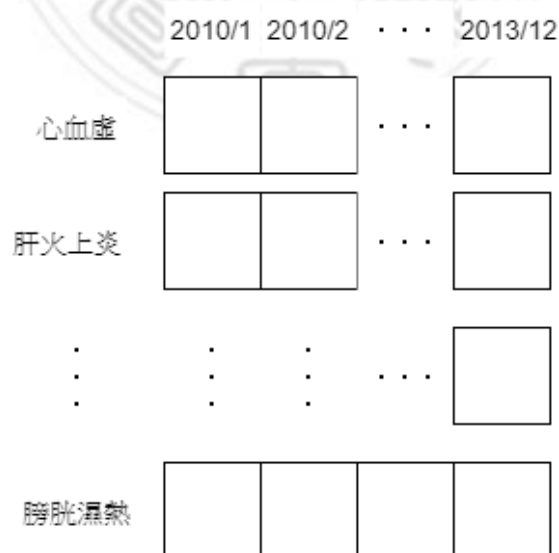 2010/1 2010/2 · · · 2013/12
心血虛 · · ·
肝火上炎 · · ·
· · ·
膀胱濕熱